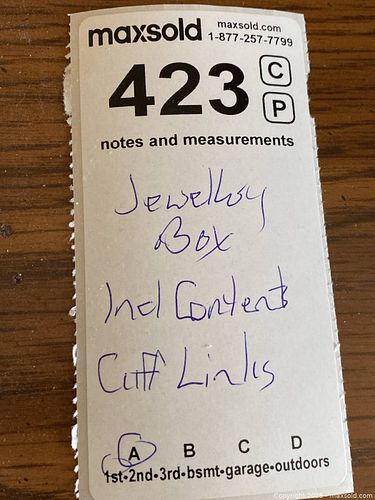 maxsold maxsold.com
1-877-257-7799
423 C
P
notes and measurements
Jewellry
Box
Incl Contents
Cuff Links
A B C D
1st•2nd•3rd•bsmt•garage•outdoors